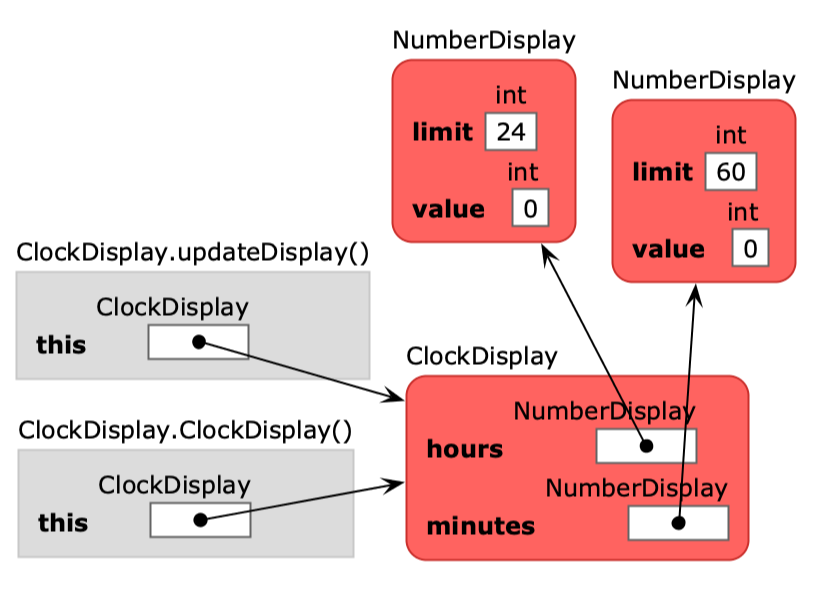 NumberDisplay
int
limit 24
int
value 0
NumberDisplay
int
limit 60
int
value 0
ClockDisplay.updateDisplay()
ClockDisplay
this
ClockDisplay.ClockDisplay()
ClockDisplay
this
ClockDisplay
NumberDisplay
hours
NumberDisplay
minutes